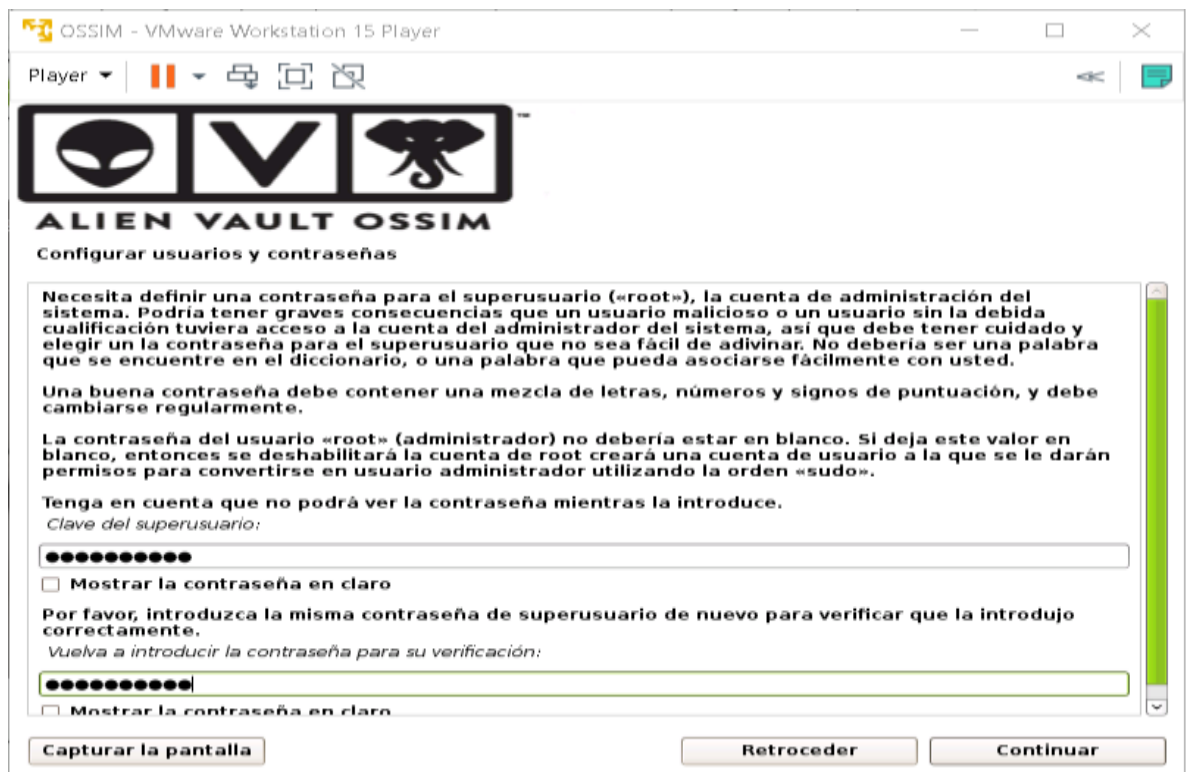 OSSIM - VMware Workstation 15 Player
Player
V
™
ALIEN VAULT OSSIM
Configurar usuarios y contraseñas
Necesita definir una contraseña para el superusuario («root»), la cuenta de administración del
sistema. Podría tener graves consecuencias que un usuario malicioso o un usuario sin la debida
cualificación tuviera acceso a la cuenta del administrador del sistema, así que debe tener cuidado y
elegir un la contraseña para el superusuario que no sea fácil de adivinar. No debería ser una palabra
que se encuentre en el diccionario, o una palabra que pueda asociarse fácilmente con usted.
Una buena contraseña debe contener una mezcla de letras, números y signos de puntuación, y debe
cambiarse regularmente.
La contraseña del usuario «root» (administrador) no debería estar en blanco. Si deja este valor en
blanco, entonces se deshabilitará la cuenta de root creará una cuenta de usuario a la que se le darán
permisos para convertirse en usuario administrador utilizando la orden «sudo».
Tenga en cuenta que no podrá ver la contraseña mientras la introduce.
Clave del superusuario:
●●●●●●●●●●
Mostrar la contraseña en claro
Por favor, introduzca la misma contraseña de superusuario de nuevo para verificar que la introdujo
correctamente.
Vuelva a introducir la contraseña para su verificación:
●●●●●●●●●●
Mostrar la contraseña en claro
Capturar la pantalla
Retroceder
Continuar